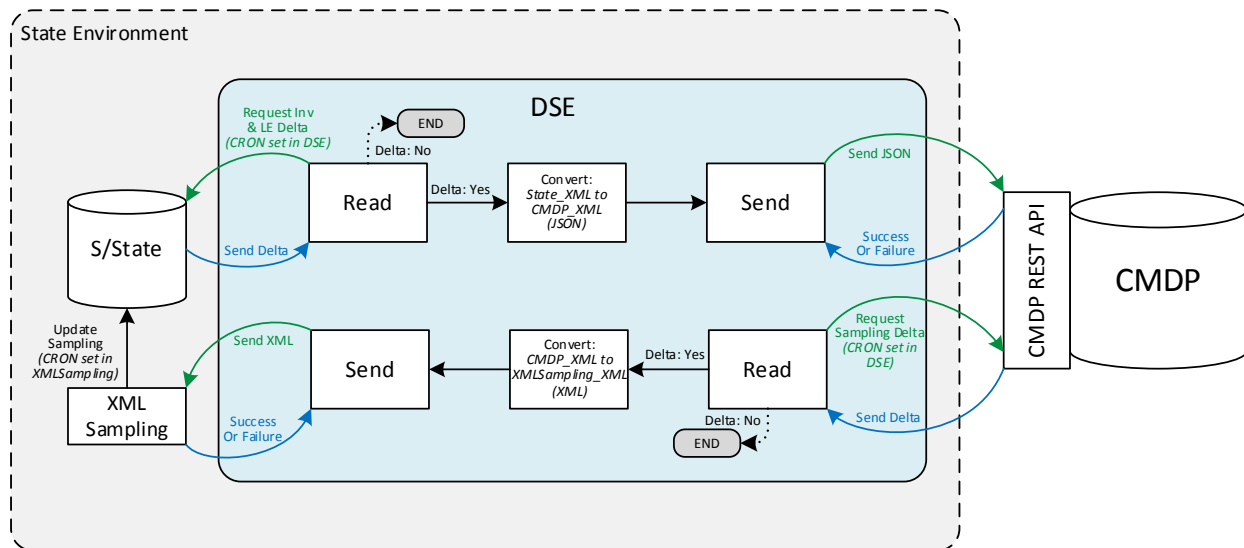 State Environment
DSE
Request Inv
& LE Delta
(CRON set in DSE)
END
Delta: No
Send JSON
Read
Delta: Yes
Convert:
State_XML to
CMDP_XML
(JSON)
Send
S/State
Send Delta
Success
Or Failure
CMDP REST API
CMDP
Update
Sampling
(CRON set in
XMLSampling)
Send XML
Send
Convert:
CMDP_XML to
XMLSampling_XML
(XML)
Delta: Yes
Read
Request
Sampling Delta
(CRON set in
DSE)
XML
Sampling
Success
Or Failure
Delta: No
END
Send Delta